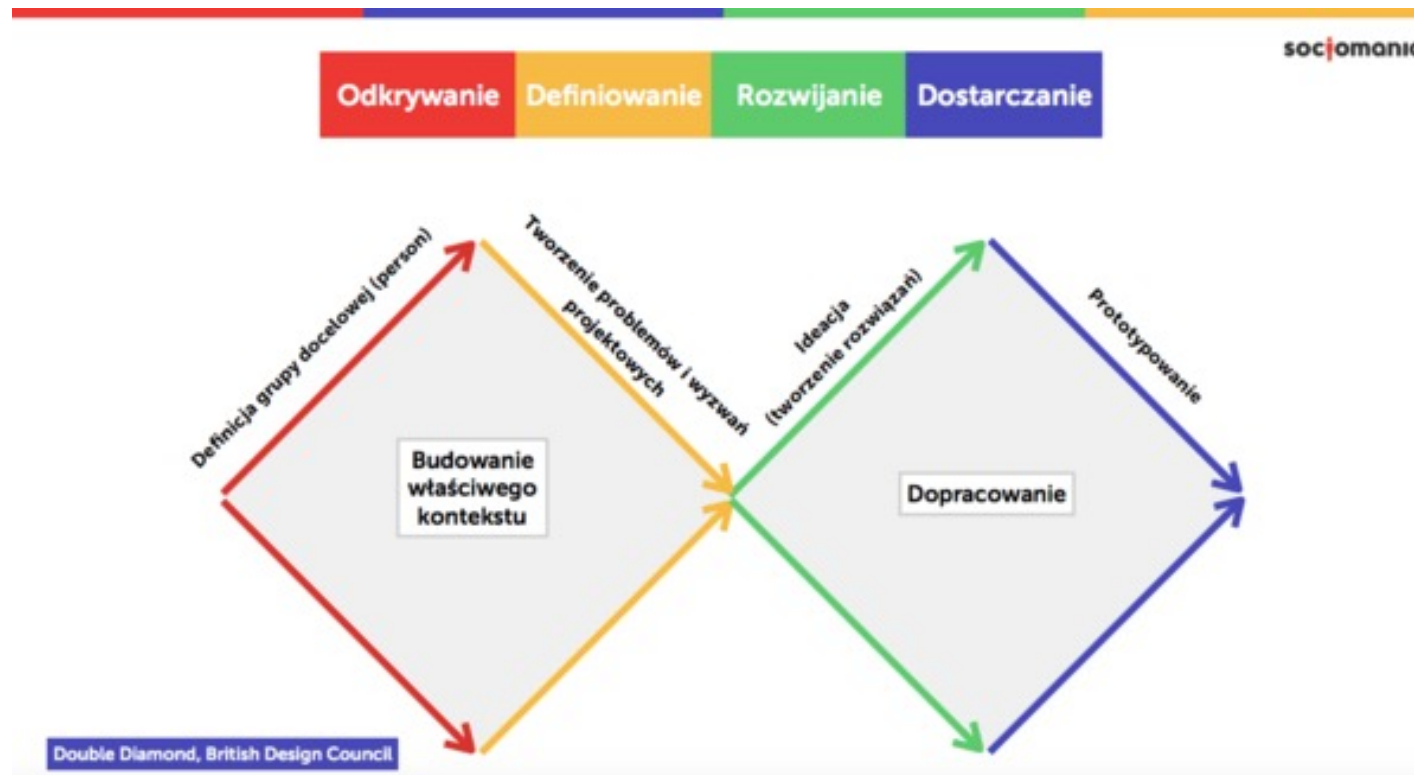 socjomania
Odkrywanie
Definiowanie
Rozwijanie
Dostarczanie
Definicja grupy docelowej (person)
Tworzenie problemów i wyzwań
projektowych
Ideacja
(tworzenie rozwiązań)
Prototypowanie
Budowanie
właściwego
kontekstu
Dopracowanie
Double Diamond, British Design Council